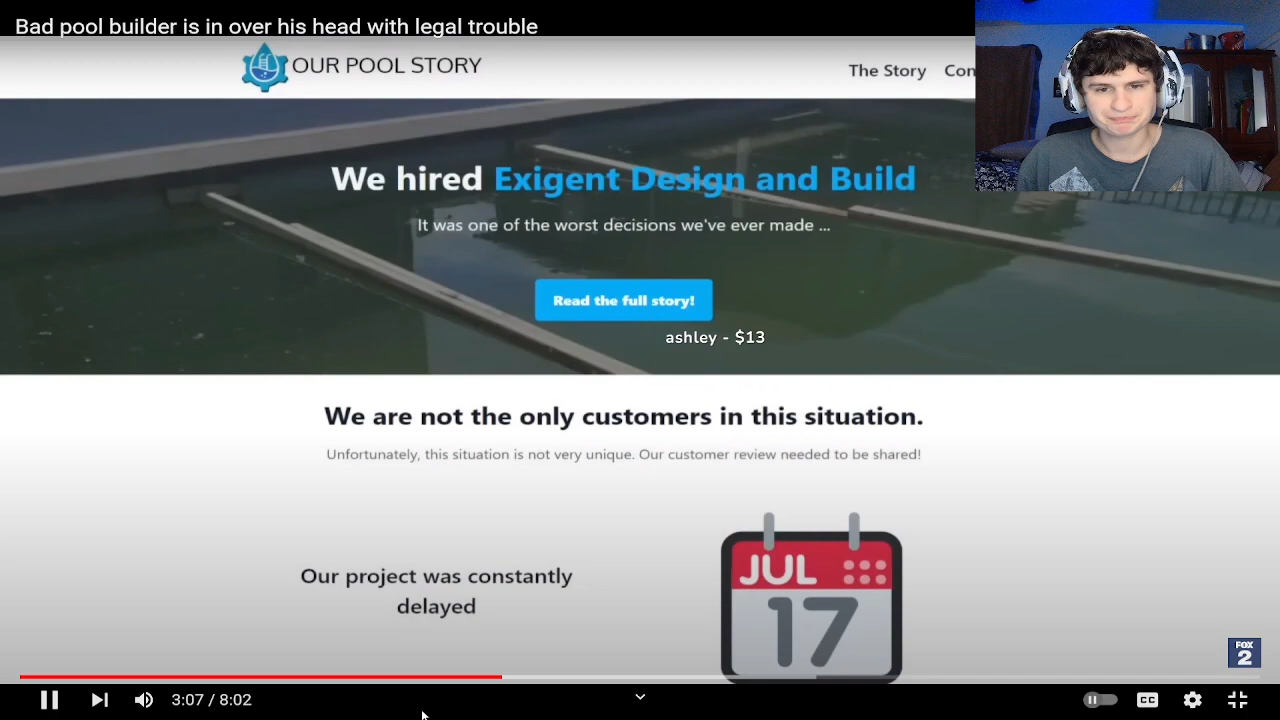 Bad pool builder is in over his head with legal trouble
OUR POOL STORY
The Story Con
We hired Exigent Design and Build
It was one of the worst decisions we've ever made ...
Read the full story!
ashley - $13
We are not the only customers in this situation.
Unfortunately, this situation is not very unique. Our customer review needed to be shared!
Our project was constantly
delayed
JUL
17
FOX
2
3:07 / 8:02
CC